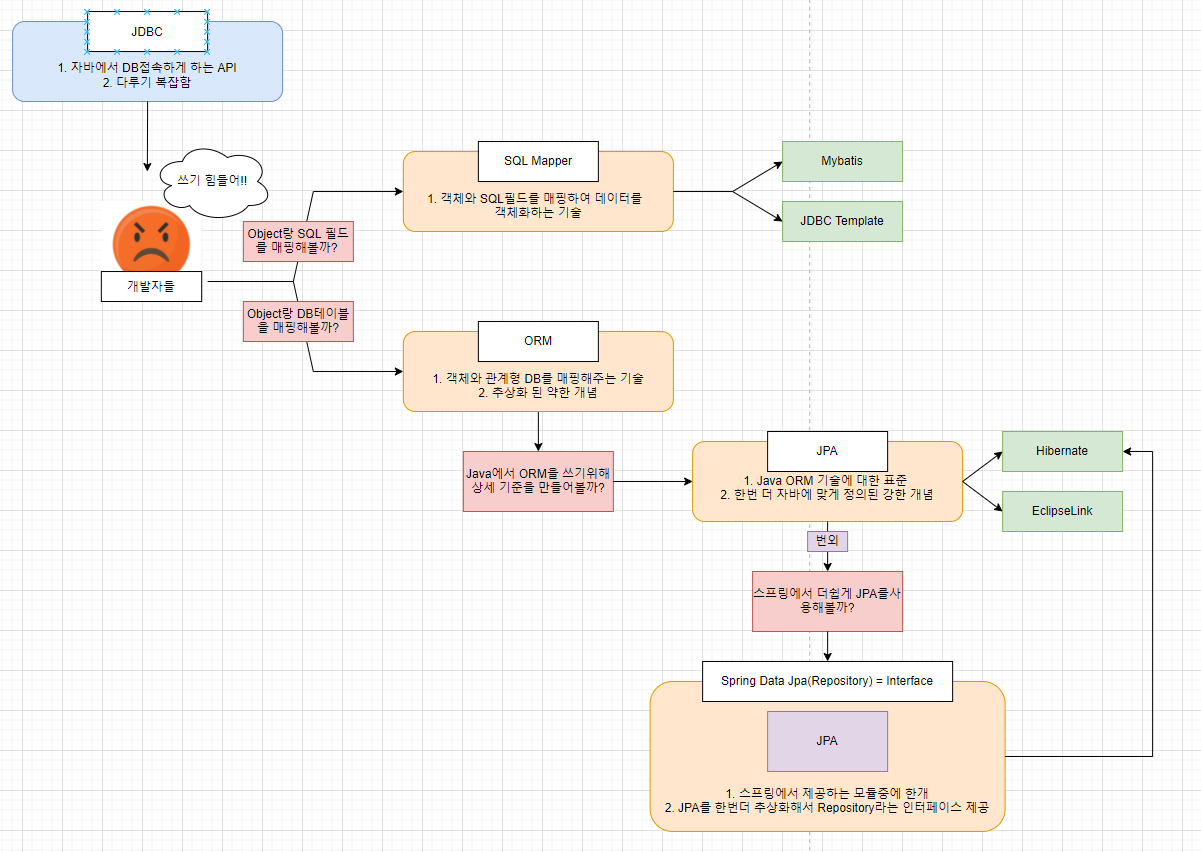 JDBC
1. 자바에서 DB접속하게 하는 API
2. 다루기 복잡함
쓰기 힘들어!!
개발자들
Object랑 SQL 필드
를 매핑해볼까?
Object랑 DB테이블
을 매핑해볼까?
SQL Mapper
1. 객체와 SQL필드를 매핑하여 데이터를
객체화하는 기술
Mybatis
JDBC Template
ORM
1. 객체와 관계형 DB를 매핑해주는 기술
2. 추상화 된 약한 개념
Java에서 ORM을 쓰기위해
상세 기준을 만들어볼까?
JPA
1. Java ORM 기술에 대한 표준
2. 한번 더 자바에 맞게 정의된 강한 개념
Hibernate
EclipseLink
번외
스프링에서 더쉽게 JPA를사
용해볼까?
Spring Data Jpa(Repository) = Interface
JPA
1. 스프링에서 제공하는 모듈중에 한개
2. JPA를 한번더 추상화해서 Repository라는 인터페이스 제공